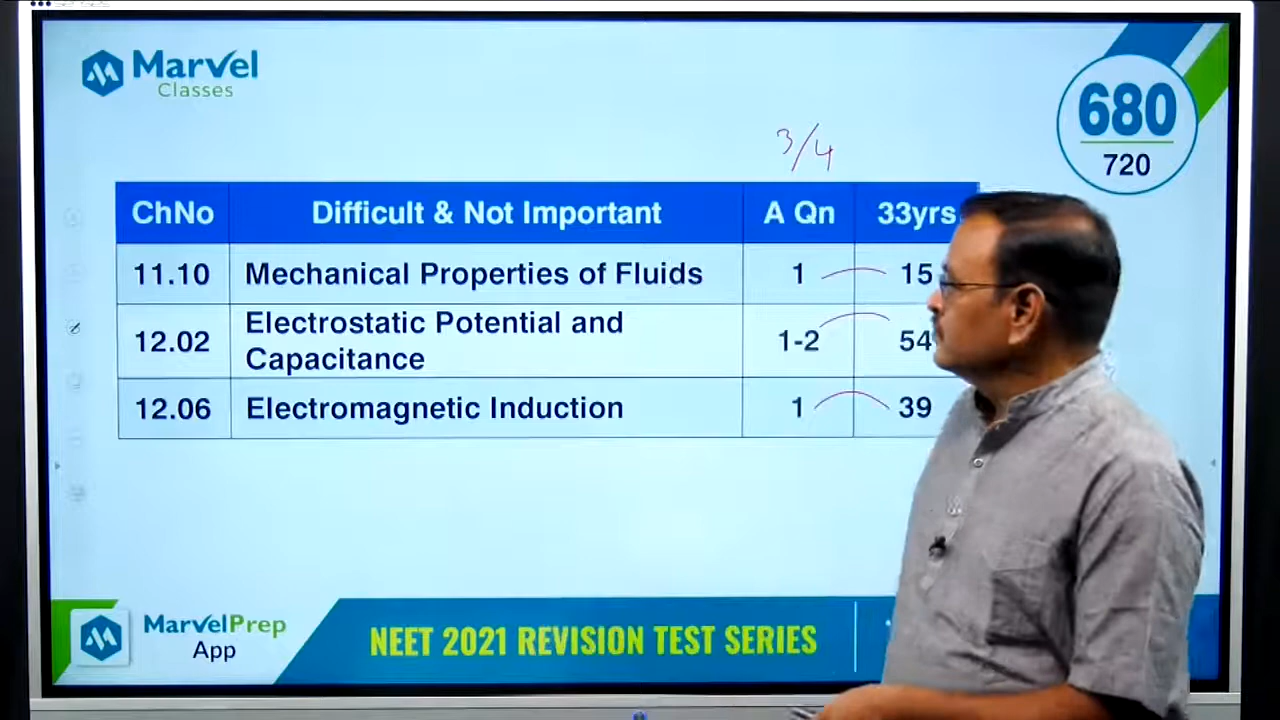 Marvel
Classes
680
720
3/4
ChNo Difficult & Not Important A Qn 33yrs
11.10 Mechanical Properties of Fluids 1 15
12.02 Electrostatic Potential and Capacitance 1-2 54
12.06 Electromagnetic Induction 1 39
MarvelPrep
App
NEET 2021 REVISION TEST SERIES